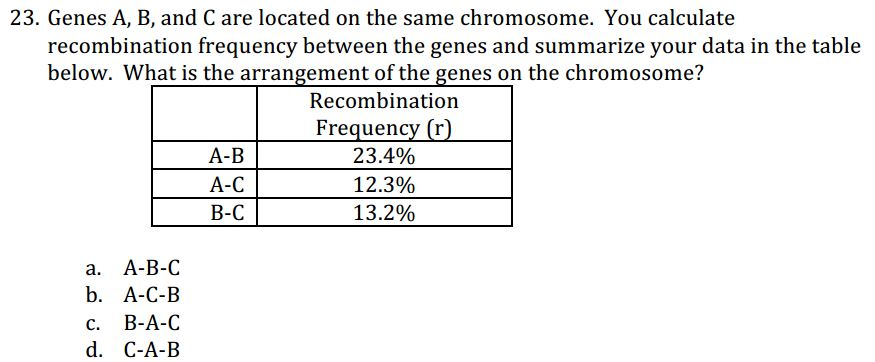 23. Genes A, B, and C are located on the same chromosome. You calculate
recombination frequency between the genes and summarize your data in the table
below. What is the arrangement of the genes on the chromosome?
Recombination
Frequency (r)
A-B 23.4%
A-C 12.3%
B-C 13.2%
a. A-B-C
b. A-C-B
c. B-A-C
d. C-A-B